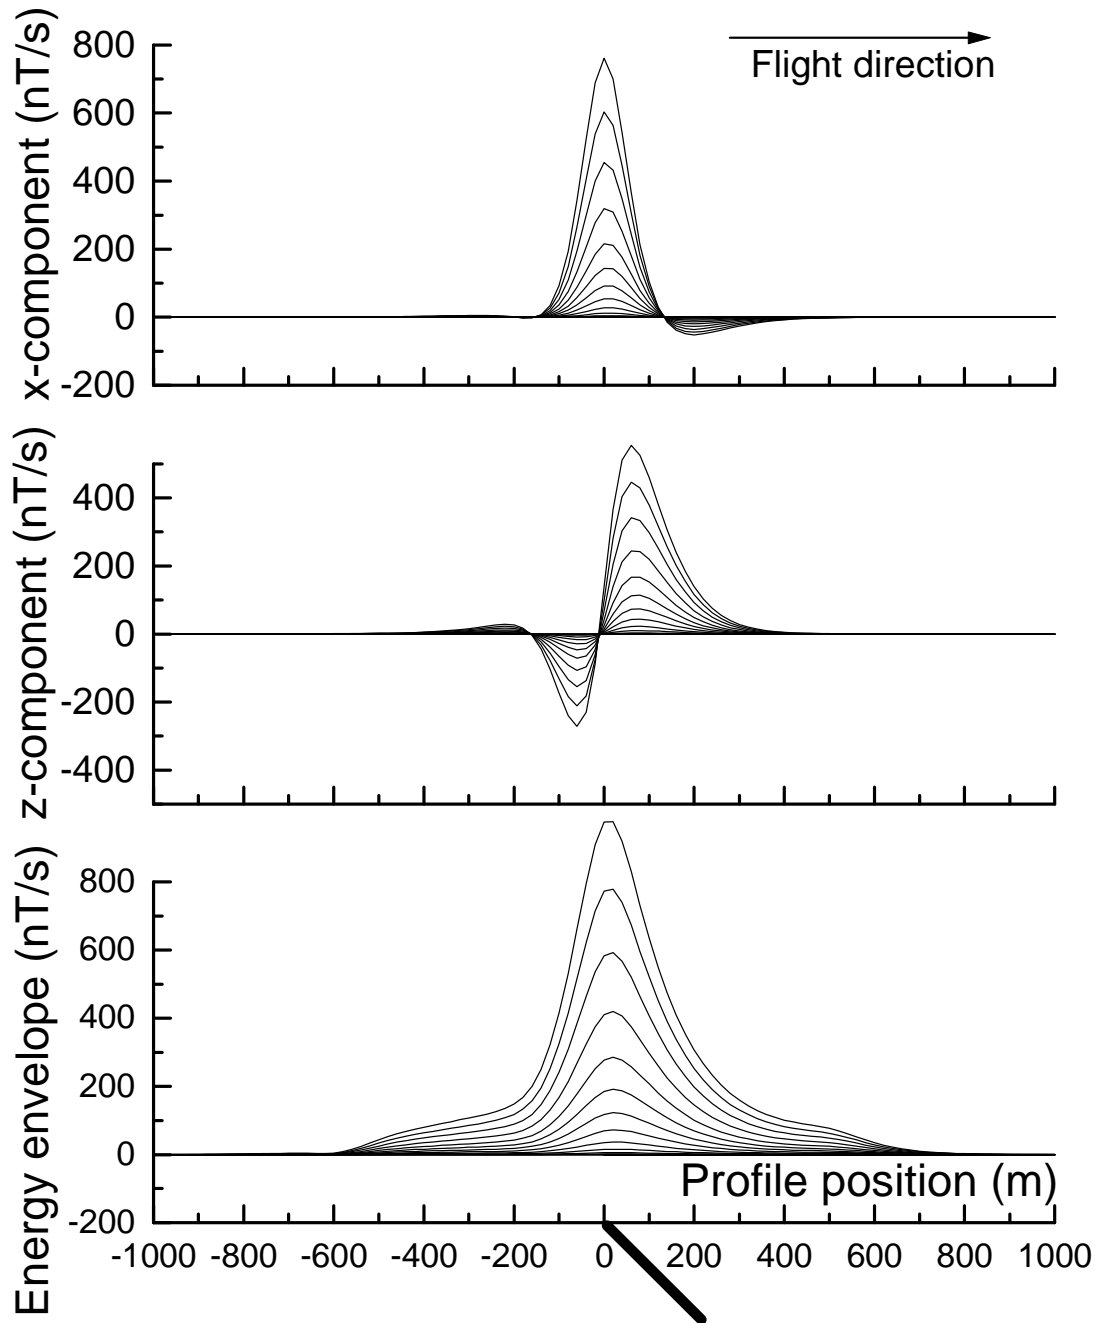 x-component (nT/s)
800
600
400
200
0
-200
Flight direction
z-component (nT/s)
400
200
0
-200
-400
Energy envelope (nT/s)
800
600
400
200
0
-200
Profile position (m)
-1000 -800 -600 -400 -200 0 200 400 600 800 1000